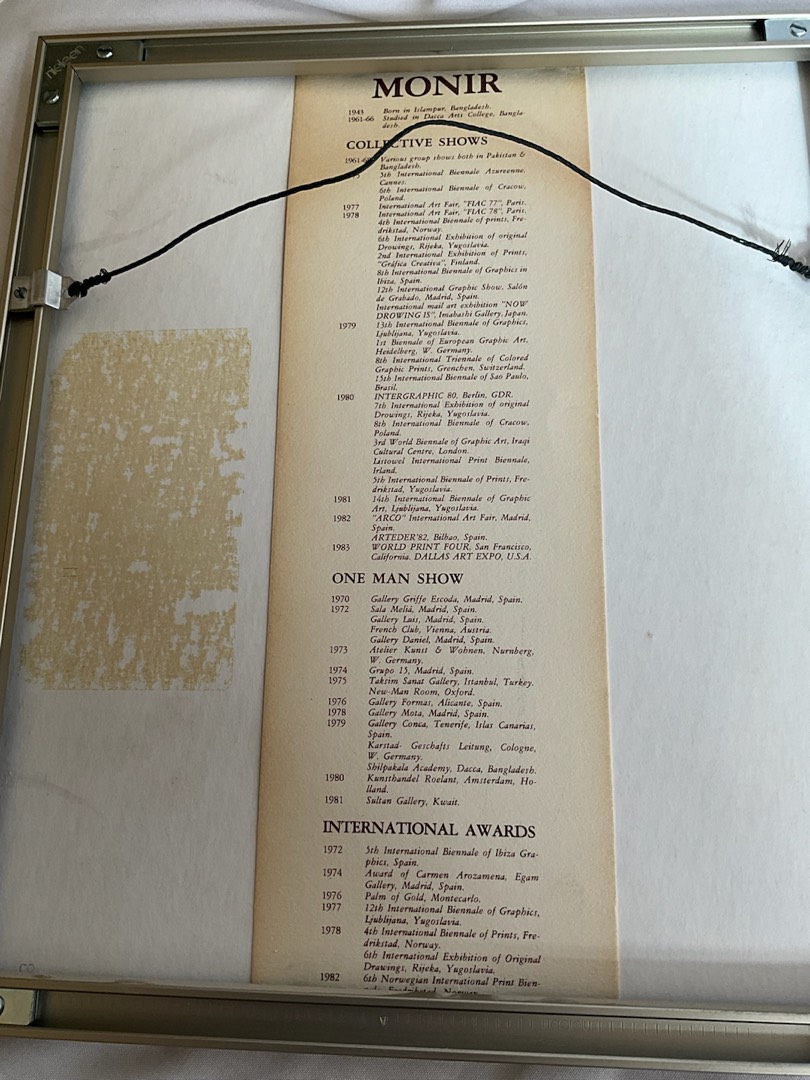 nielsen
MONIR
1943 Born in Islampur, Bangladesh.
1961-66 Studied in Dacca Arts College, Bangla-
desh.
COLLECTIVE SHOWS
Various group shows both in Pakistan &
Bangladesh.
5th International Biennale Azureenne,
Cannes.
6th International Biennale of Cracow,
Poland.
1977 International Art Fair, "FIAC 77", Paris.
1978 International Art Fair, "FIAC 78", Paris.
4th International Biennale of prints, Fre-
drikstad, Norway.
6th International Exhibition of original
Drowings, Rijeka, Yugoslavia.
2nd International Exhibition of Prints,
"Gráfica Creativa", Finland.
8th International Biennale of Graphics in
Ibiza, Spain.
12th International Graphic Show, Salón
de Grabado, Madrid, Spain.
International mail art exhibition "NOW
DROWING IS", Imabashi Gallery, Japan.
1979 13th International Biennale of Graphics,
Ljublijana, Yugoslavia.
1st Biennale of European Graphic Art,
Heidelberg, W. Germany.
8th International Triennale of Colored
Graphic Prints, Grenchen, Switzerland.
15th International Biennale of Sao Paulo,
Brasil.
1980 INTERGRAPHIC 80, Berlin, GDR.
7th International Exhibition of original
Drowings, Rijeka, Yugoslavia.
8th International Biennale of Cracow,
Poland.
3rd World Biennale of Graphic Art, Iraqi
Cultural Centre, London.
Listowel International Print Biennale,
Irland.
5th International Biennale of Prints, Fre-
drikstad, Yugoslavia.
1981 14th International Biennale of Graphic
Art, Ljublijana, Yugoslavia.
1982 "ARCO" International Art Fair, Madrid,
Spain.
ARTEDER'82, Bilbao, Spain.
1983 WORLD PRINT FOUR, San Francisco,
California. DALLAS ART EXPO, U.S.A.
ONE MAN SHOW
1970 Gallery Griffe Escoda, Madrid, Spain.
1972 Sala Meliá, Madrid, Spain.
Gallery Luis, Madrid, Spain.
French Club, Vienna, Austria.
Gallery Daniel, Madrid, Spain.
1973 Atelier Kunst & Wohnen, Nurnberg,
W. Germany.
1974 Grupo 15, Madrid, Spain.
1975 Taksim Sanat Gallery, Istanbul, Turkey.
New-Man Room, Oxford.
1976 Gallery Formas, Alicante, Spain.
1978 Gallery Mota, Madrid, Spain.
1979 Gallery Conca, Tenerife, Islas Canarias,
Spain.
Karstad- Geschafts Leitung, Cologne,
W. Germany.
Shilpakala Academy, Dacca, Bangladesh.
1980 Kunsthandel Roelant, Amsterdam, Ho-
lland.
1981 Sultan Gallery, Kwait.
INTERNATIONAL AWARDS
1972 5th International Biennale of Ibiza Gra-
phics, Spain.
1974 Award of Carmen Arozamena, Egam
Gallery, Madrid, Spain.
1976 Palm of Gold, Montecarlo.
1977 12th International Biennale of Graphics,
Ljublijana, Yugoslavia.
1978 4th International Biennale of Prints, Fre-
drikstad, Norway.
6th International Exhibition of Original
Drawings, Rijeka, Yugoslavia.
1982 6th Norwegian International Print Bien-